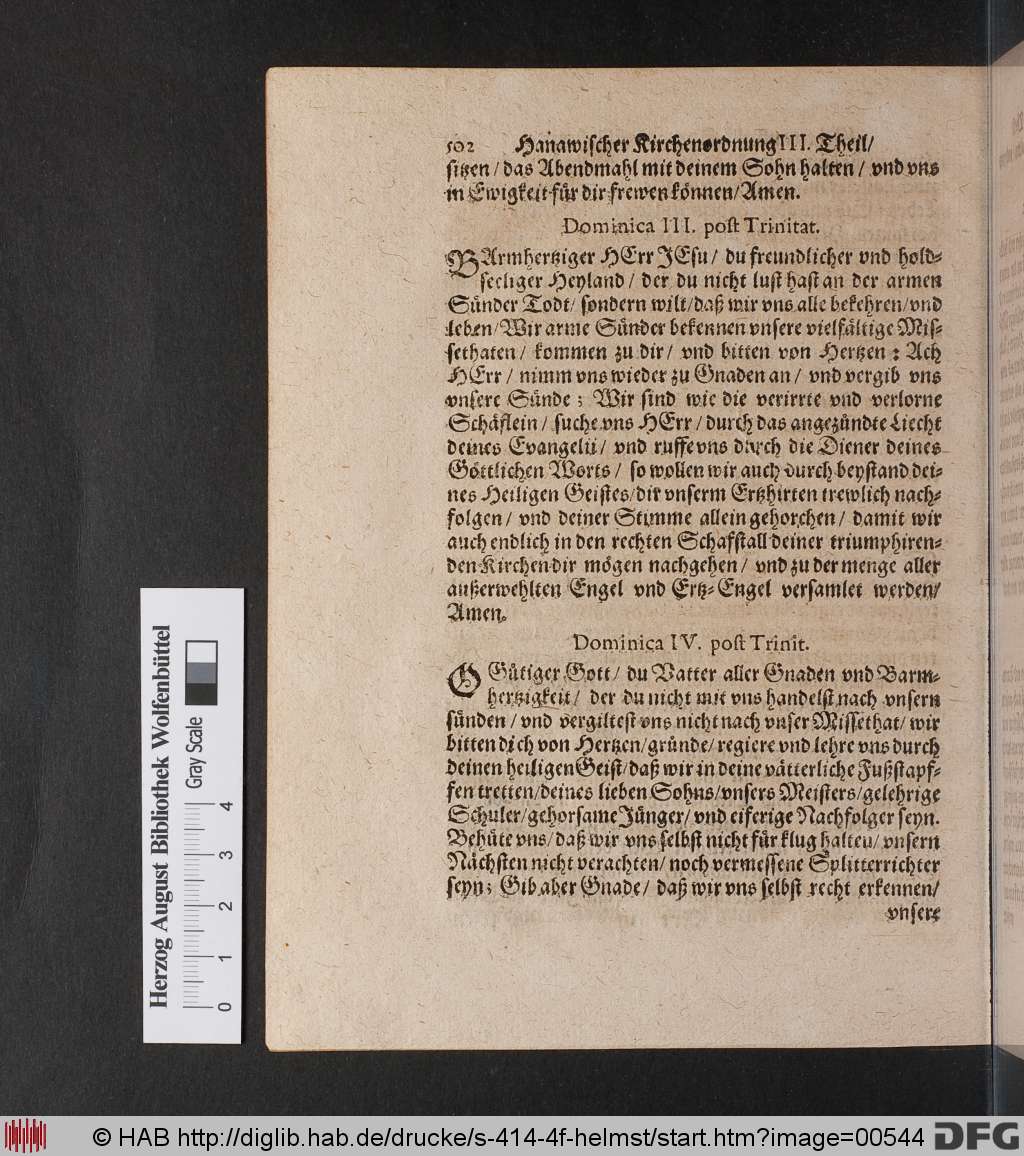 502 Hanawischer Kirchenordnung III. Theil/
sitzen / das Abendmahl mit deinem Sohn halten / vnd vns
in Ewigkeit für dir frewen können/Amen.
Dominica III. post Trinitat.
BArmhertziger HErr JEsu / du freundlicher vnd hold-
seeliger Heyland / der du nicht lust hast an der armen
Sünder Todt/ sondern wilt/daß wir vns alle bekehren/vnd
leben/Wir arme Sünder bekennen vnsere vielfältige Mis-
sethaten / kommen zu dir / vnd bitten von Hertzen : Ach
HErr / nimm vns wieder zu Gnaden an / vnd vergib vns
vnsere Sünde ; Wir sind wie die verirrte vnd verlorne
Schäflein / suche vns HErr / durch das angezündte Liecht
deines Evangelii / vnd ruffe vns durch die Diener deines
Göttlichen Worts / so wollen wir auch durch beystand dei-
nes Heiligen Geistes/dir vnserm Ertzhirten trewlich nach-
folgen / vnd deiner Stimme allein gehorchen / damit wir
auch endlich in den rechten Schafstall deiner triumphiren-
den Kirchen dir mögen nachgehen / vnd zu der menge aller
außerwehlten Engel vnd Ertz-Engel versamlet werden/
Amen.
Dominica IV. post Trinit.
O Gütiger Gott / du Vatter aller Gnaden vnd Barm-
hertzigkeit / der du nicht mit vns handelst nach vnsern
sünden / vnd vergiltest vns nicht nach vnser Missethat/ wir
bitten dich von Hertzen/gründe/ regiere vnd lehre vns durch
deinen heiligen Geist/daß wir in deine vätterliche Fußstapf-
fen tretten/deines lieben Sohns/vnsers Meisters/gelehrige
Schuler/gehorsame Jünger/ vnd eiferige Nachfolger seyn.
Behüte vns/daß wir vns selbst nicht für klug halten/ vnsern
Nächsten nicht verachten/ noch vermessene Splitterrichter
seyn; Gib aber Gnade / daß wir vns selbst recht erkennen/
vnsere
Herzog August Bibliothek Wolfenbüttel
Gray Scale
0 1 2 3 4
© HAB http://diglib.hab.de/drucke/s-414-4f-helmst/start.htm?image=00544 DFG